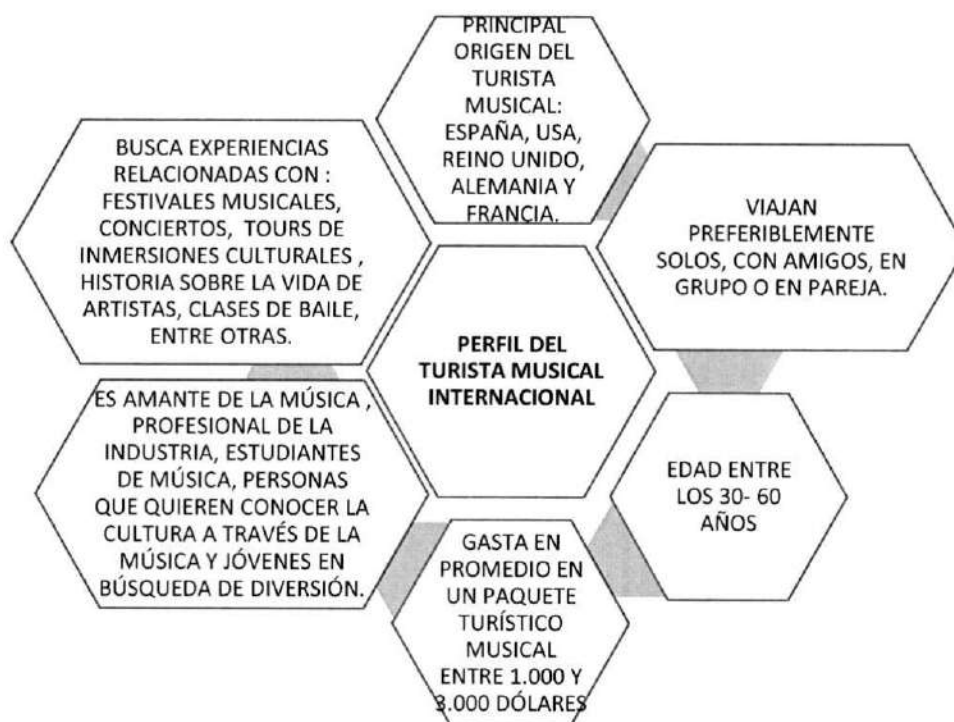 PRINCIPAL
ORIGEN DEL
TURISTA
MUSICAL:
ESPAÑA, USA,
REINO UNIDO,
ALEMANIA Y
FRANCIA.
VIAJAN
PREFERIBLEMENTE
SOLOS, CON AMIGOS, EN
GRUPO O EN PAREJA.
EDAD ENTRE
LOS 30- 60
AÑOS
GASTA EN
PROMEDIO EN
UN PAQUETE
TURÍSTICO
MUSICAL
ENTRE 1.000 Y
3.000 DÓLARES
ES AMANTE DE LA MÚSICA ,
PROFESIONAL DE LA
INDUSTRIA, ESTUDIANTES
DE MÚSICA, PERSONAS
QUE QUIEREN CONOCER LA
CULTURA A TRAVÉS DE LA
MÚSICA Y JÓVENES EN
BÚSQUEDA DE DIVERSIÓN.
BUSCA EXPERIENCIAS
RELACIONADAS CON :
FESTIVALES MUSICALES,
CONCIERTOS, TOURS DE
INMERSIONES CULTURALES ,
HISTORIA SOBRE LA VIDA DE
ARTISTAS, CLASES DE BAILE,
ENTRE OTRAS.
PERFIL DEL
TURISTA MUSICAL
INTERNACIONAL